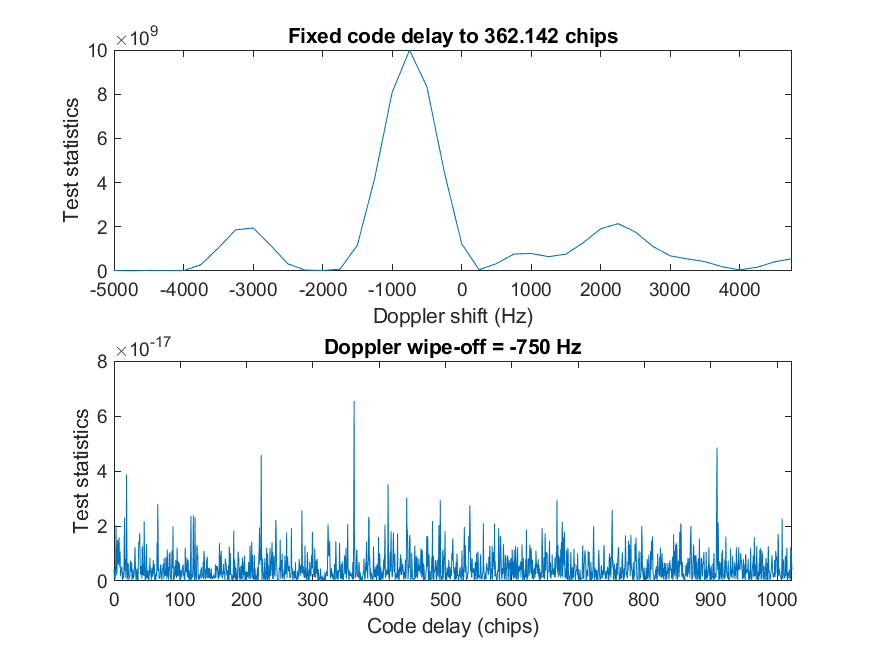 ×10^9
Fixed code delay to 362.142 chips
10
8
6
4
2
0
Test statistics
-5000 -4000 -3000 -2000 -1000 0 1000 2000 3000 4000
Doppler shift (Hz)
×10^-17
Doppler wipe-off = -750 Hz
8
6
4
2
0
Test statistics
0 100 200 300 400 500 600 700 800 900 1000
Code delay (chips)